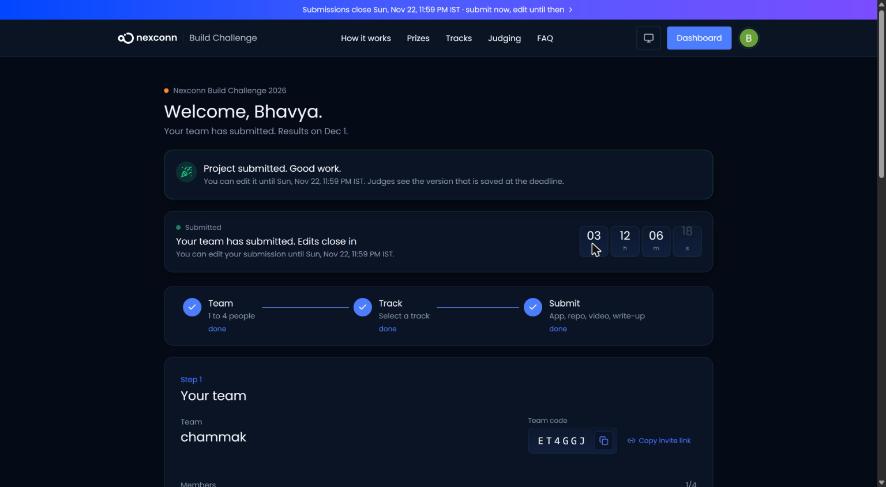 Submissions close Sun, Nov 22, 11:59 PM IST · submit now, edit until then >
nexconn | Build Challenge
How it works
Prizes
Tracks
Judging
FAQ
Dashboard
B
Nexconn Build Challenge 2026
Welcome, Bhavya.
Your team has submitted. Results on Dec 1.
Project submitted. Good work.
You can edit it until Sun, Nov 22, 11:59 PM IST. Judges see the version that is saved at the deadline.
Submitted
Your team has submitted. Edits close in
You can edit your submission until Sun, Nov 22, 11:59 PM IST.
03 12 06 18
h m s
Team
1 to 4 people
done
Track
Select a track
done
Submit
App, repo, video, write-up
done
Step 1
Your team
Team
chammak
Team code
ET4GGJ
Copy invite link
Members
1/4